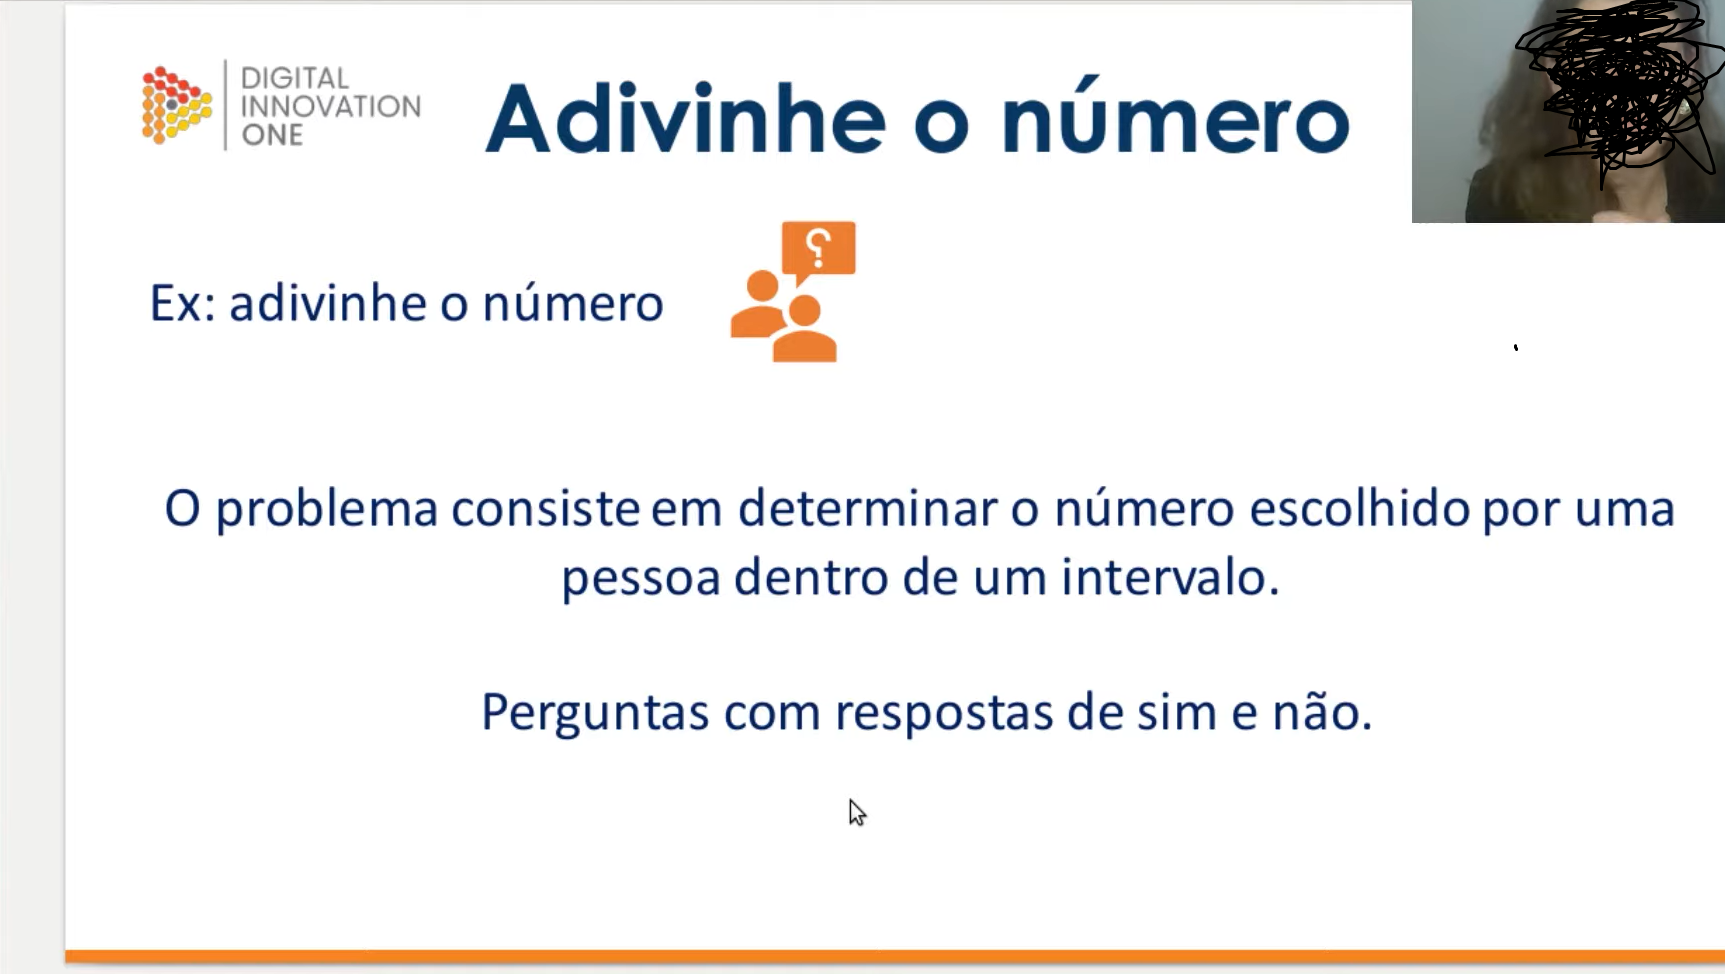 DIGITAL
INNOVATION
ONE
Adivinhe o número
Ex: adivinhe o número
?
O problema consiste em determinar o número escolhido por uma
pessoa dentro de um intervalo.
Perguntas com respostas de sim e não.